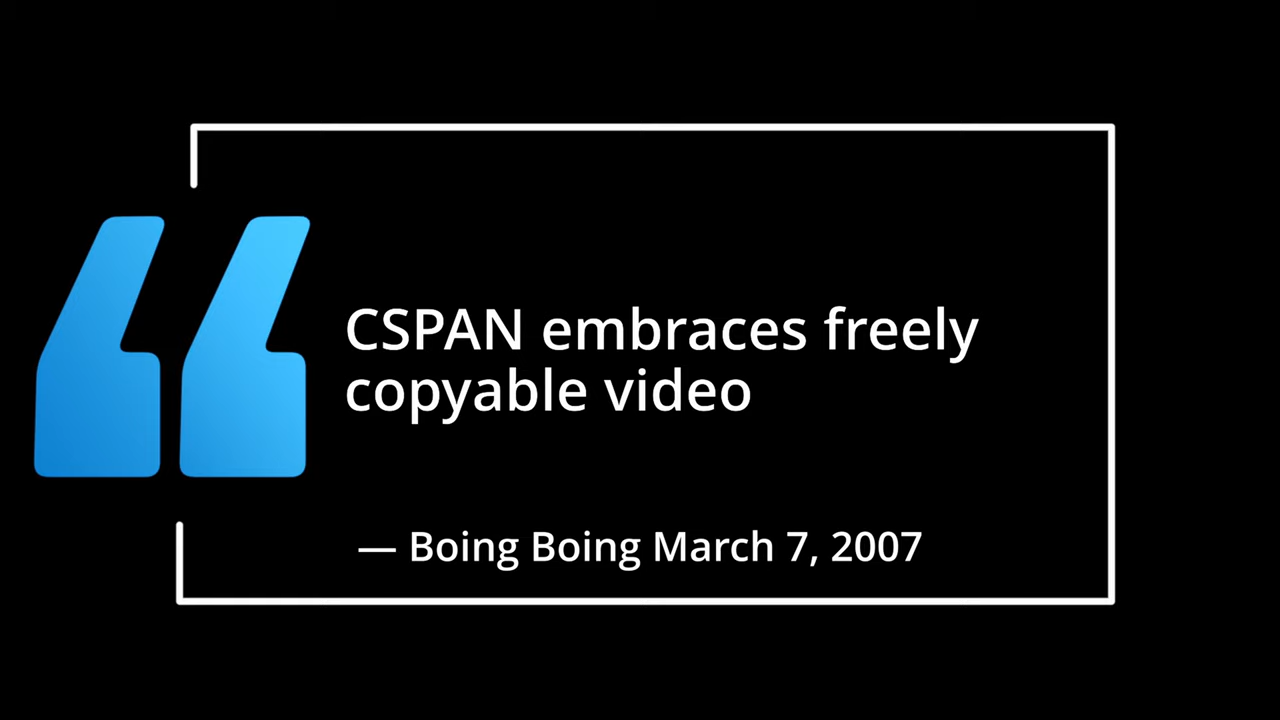 CSPAN embraces freely
copyable video
— Boing Boing March 7, 2007